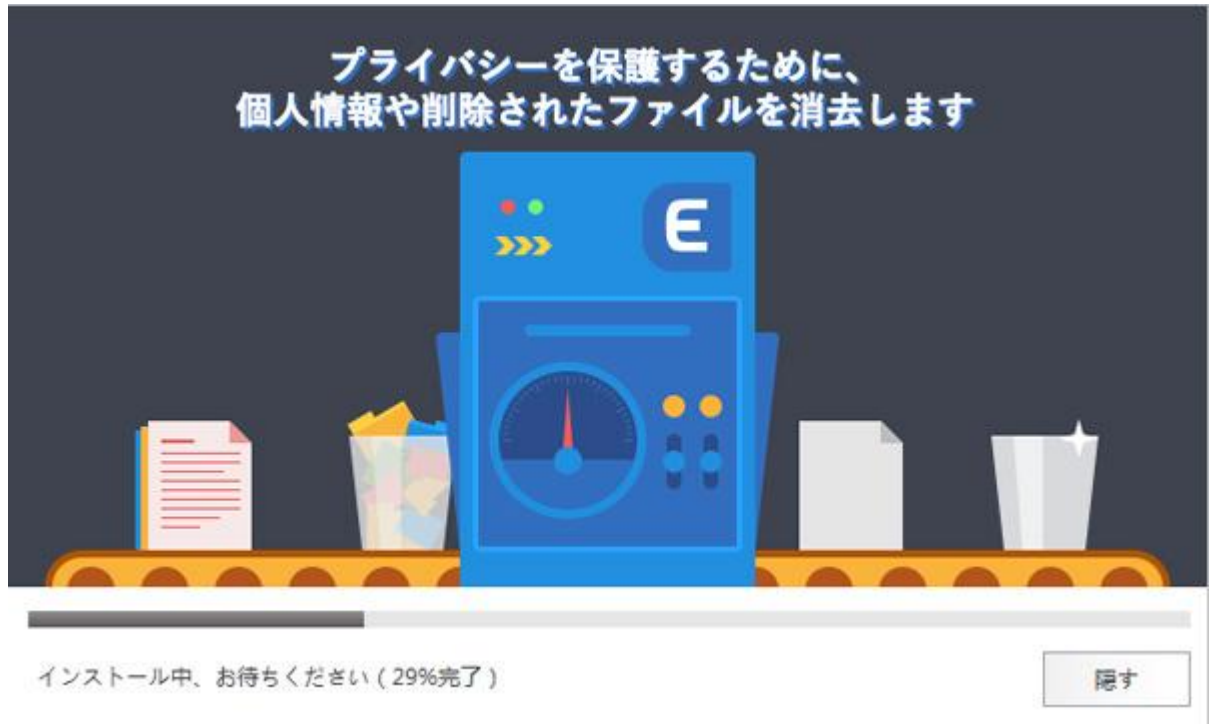 プライバシーを保護するために、
個人情報や削除されたファイルを消去します
E
インストール中、お待ちください ( 29%完了 )
隠す